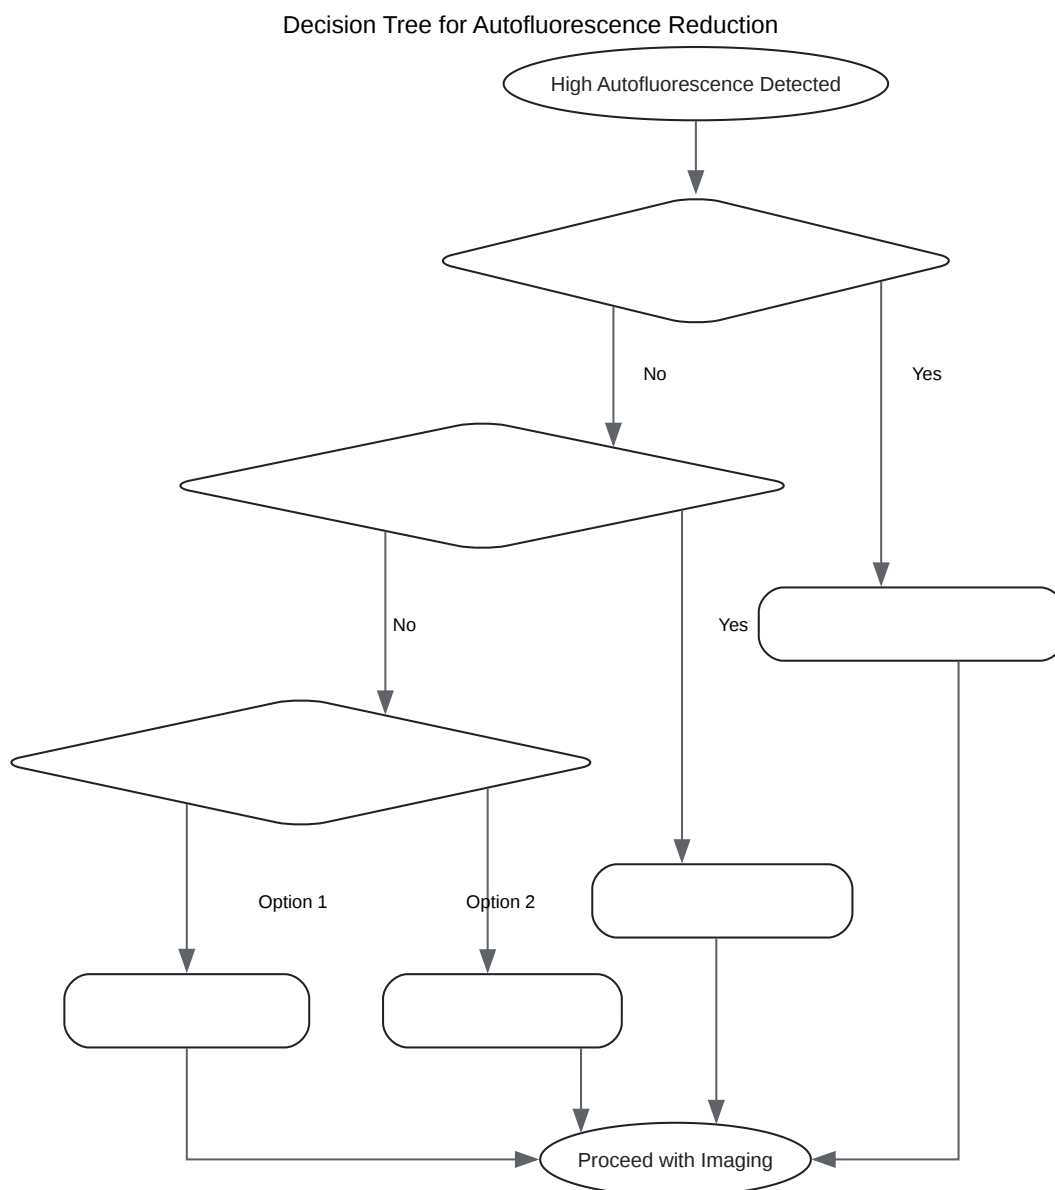 Decision Tree for Autofluorescence Reduction
High Autofluorescence Detected
No
Yes
No
Yes
Option 1
Option 2
Proceed with Imaging